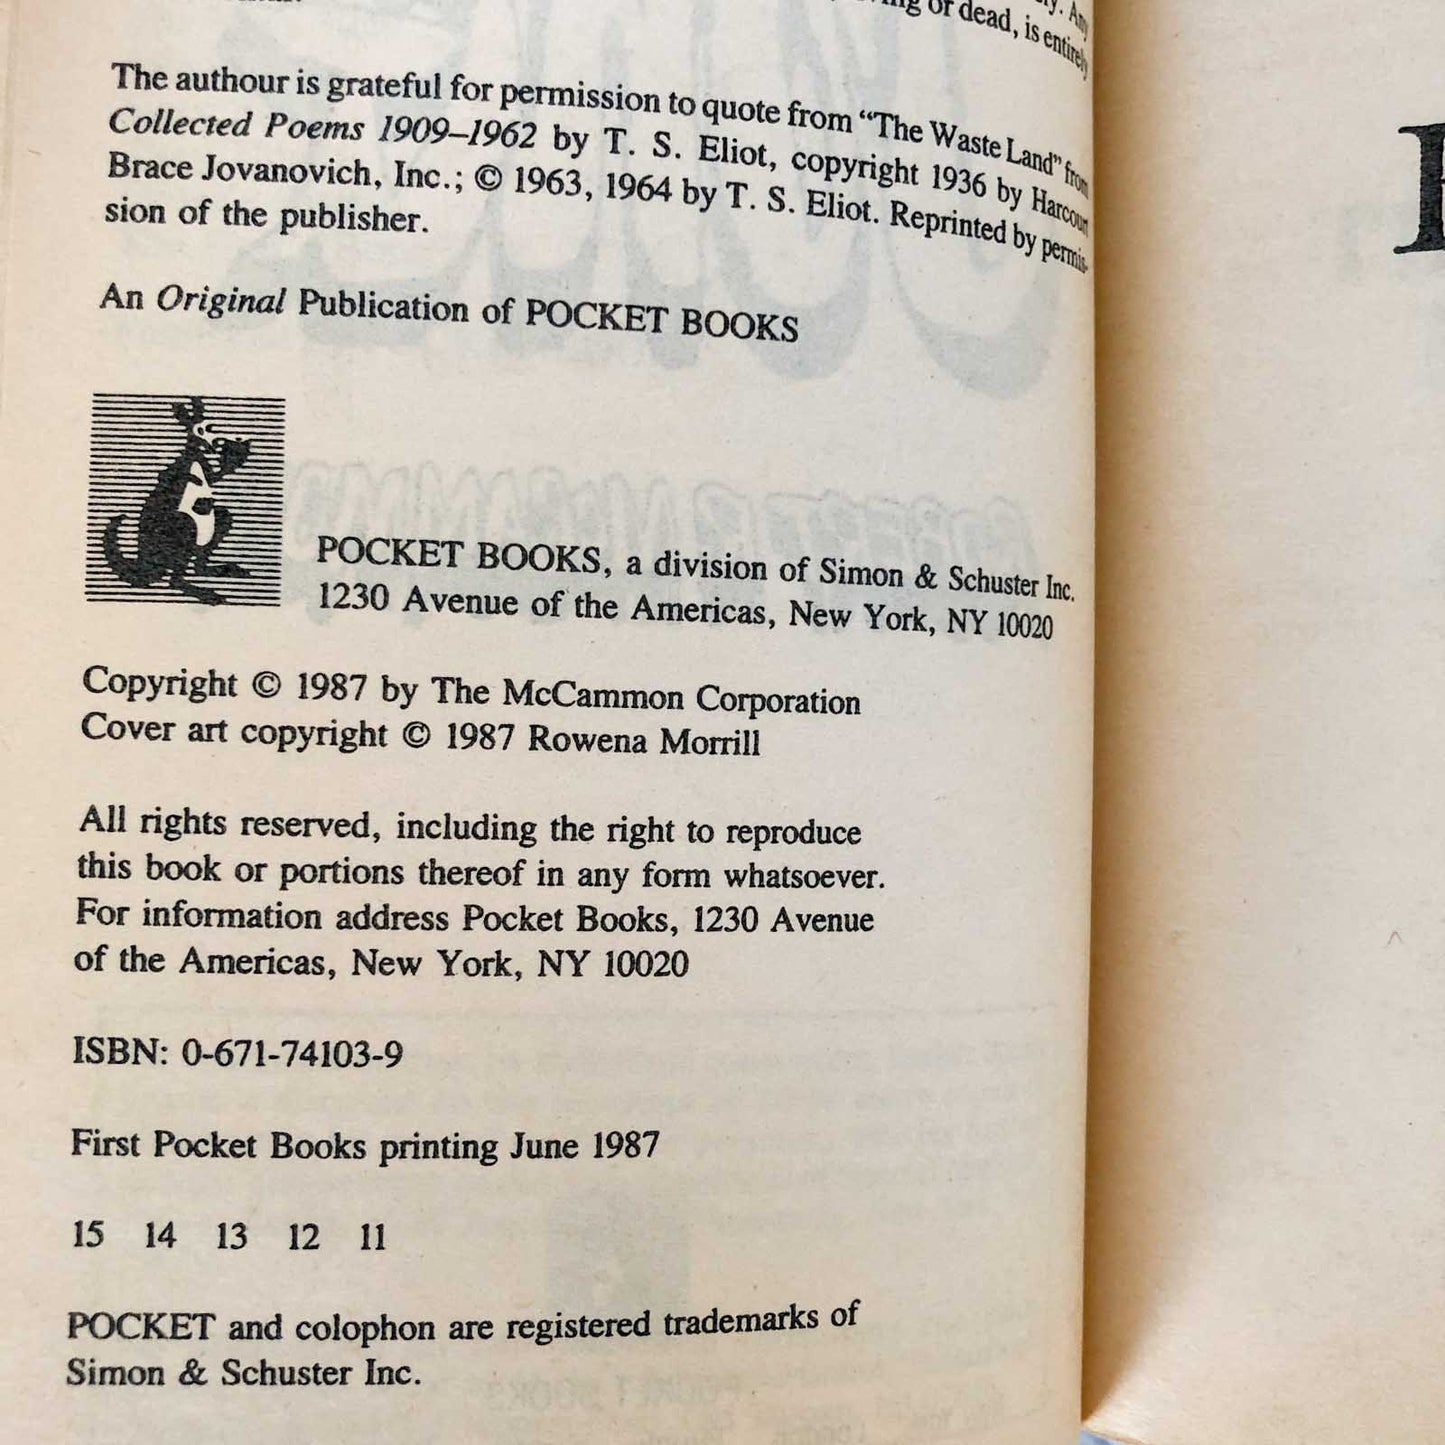 ly. Any
or dead, is entirely
The authour is grateful for permission to quote from "The Waste Land" from
Collected Poems 1909–1962 by T. S. Eliot, copyright 1936 by Harcourt
Brace Jovanovich, Inc.; © 1963, 1964 by T. S. Eliot. Reprinted by permis-
sion of the publisher.
An Original Publication of POCKET BOOKS
POCKET BOOKS, a division of Simon & Schuster Inc.
1230 Avenue of the Americas, New York, NY 10020
Copyright © 1987 by The McCammon Corporation
Cover art copyright © 1987 Rowena Morrill
All rights reserved, including the right to reproduce
this book or portions thereof in any form whatsoever.
For information address Pocket Books, 1230 Avenue
of the Americas, New York, NY 10020
ISBN: 0-671-74103-9
First Pocket Books printing June 1987
15 14 13 12 11
POCKET and colophon are registered trademarks of
Simon & Schuster Inc.